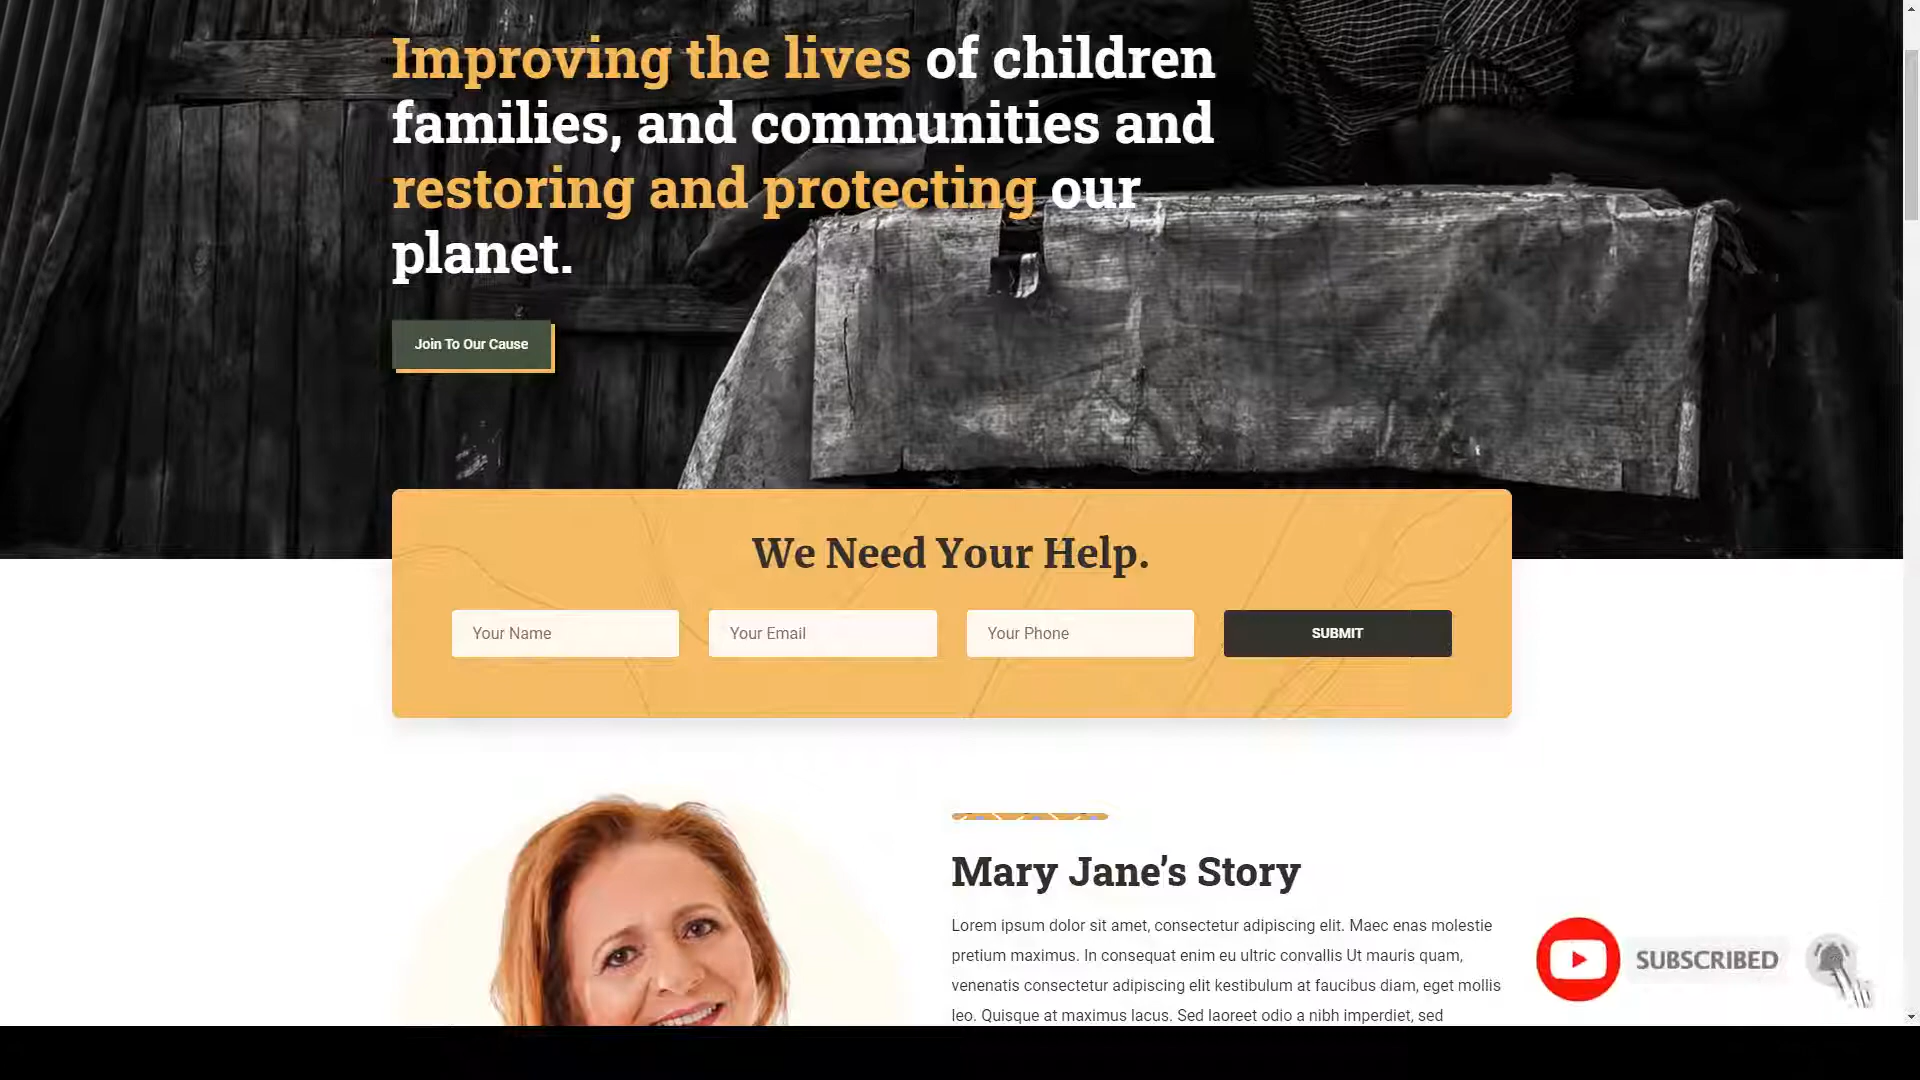 Improving the lives of children
families, and communities and
restoring and protecting our
planet.
Join To Our Cause
We Need Your Help.
Your Name
Your Email
Your Phone
SUBMIT
Mary Jane’s Story
Lorem ipsum dolor sit amet, consectetur adipiscing elit. Maec enas molestie
pretium maximus. In consequat enim eu ultric convallis Ut mauris quam,
venenatis consectetur adipiscing elit kestibulum at faucibus diam, eget mollis
leo. Quisque at maximus lacus. Sed laoreet odio a nibh imperdiet, sed
SUBSCRIBED